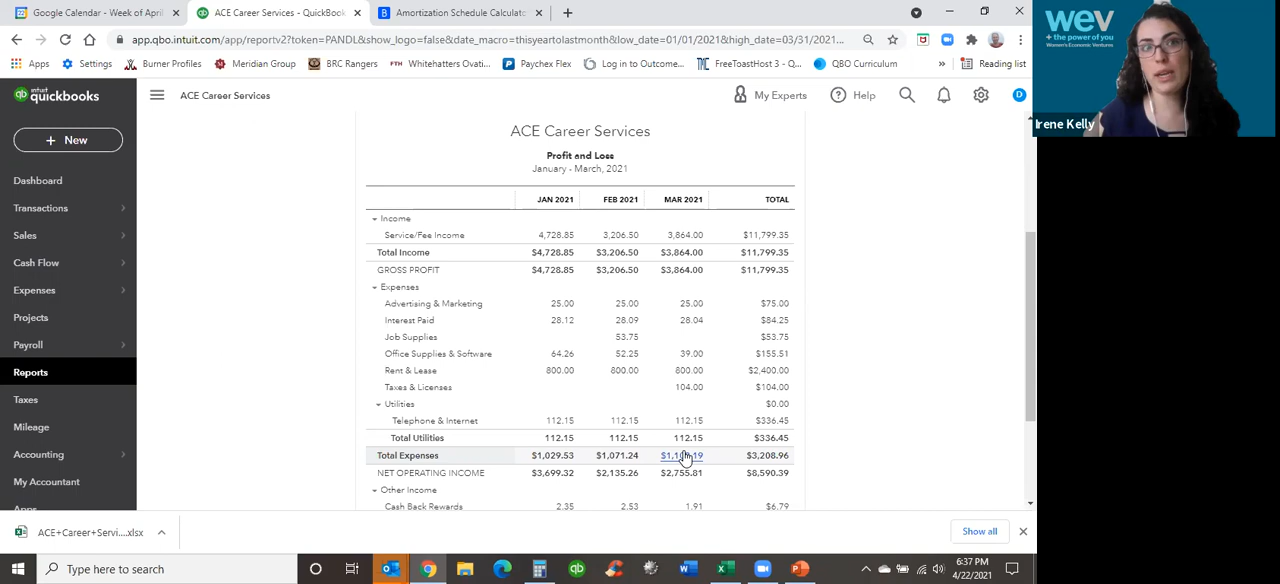 Google Calendar - Week of April
ACE Career Services - QuickBook
Amortization Schedule Calculato
app.qbo.intuit.com/app/reportv2?token=PANDL&show_logo=false&date_macro=thisyeartolastmonth&low_date=01/01/2021&high_date=03/31/2021...
Apps Settings Burner Profiles Meridian Group BRC Rangers FTH Whitehatters Ovati... Paychex Flex Log in to Outcome... FreeToastHost 3 - Q... QBO Curriculum » Reading list
wev
+ the power of you
Women's Economic Ventures
Irene Kelly
intuit
quickbooks
ACE Career Services
My Experts
Help
D
+ New
Dashboard
Transactions
Sales
Cash Flow
Expenses
Projects
Payroll
Reports
Taxes
Mileage
Accounting
My Accountant
Apps
ACE Career Services
Profit and Loss
January - March, 2021
JAN 2021 FEB 2021 MAR 2021 TOTAL
Income
Service/Fee Income 4,728.85 3,206.50 3,864.00 $11,799.35
Total Income $4,728.85 $3,206.50 $3,864.00 $11,799.35
GROSS PROFIT $4,728.85 $3,206.50 $3,864.00 $11,799.35
Expenses
Advertising & Marketing 25.00 25.00 25.00 $75.00
Interest Paid 28.12 28.09 28.04 $84.25
Job Supplies 53.75 $53.75
Office Supplies & Software 64.26 52.25 39.00 $155.51
Rent & Lease 800.00 800.00 800.00 $2,400.00
Taxes & Licenses 104.00 $104.00
Utilities $0.00
Telephone & Internet 112.15 112.15 112.15 $336.45
Total Utilities 112.15 112.15 112.15 $336.45
Total Expenses $1,029.53 $1,071.24 $3,208.96
NET OPERATING INCOME $3,699.32 $2,135.26 $2,755.81 $8,590.39
Other Income
Cash Back Rewards 2.35 2.53 1.91 $6.79
ACE+Career+Servi....xlsx
Show all
Type here to search
6:37 PM
4/22/2021